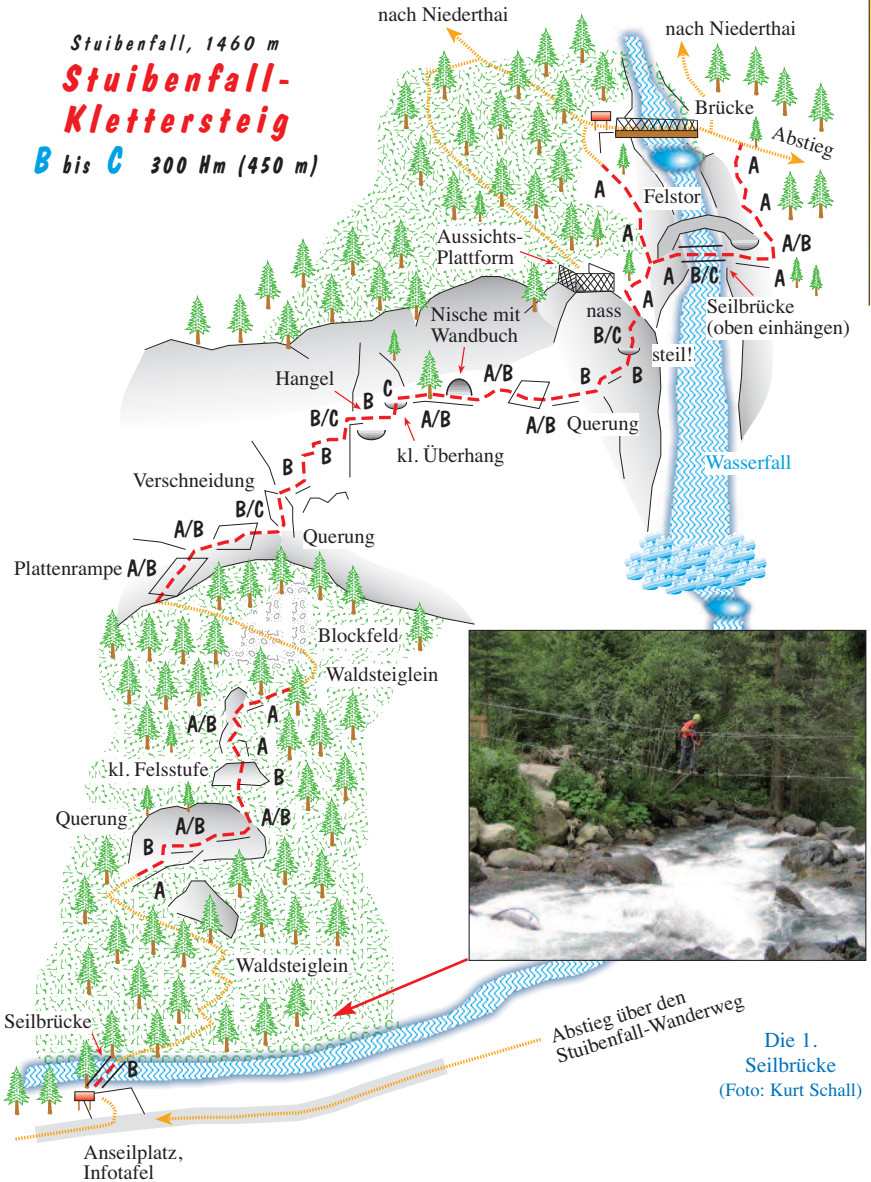 Stuibenfall, 1460 m
Stuibenfall-
Klettersteig
B bis C 300 Hm (450 m)
nach Niederthai
nach Niederthai
Brücke
Abstieg
A
A
Felstor
A
A/B
Aussichts-
Plattform
A
B/C
A
A
Seilbrücke
(oben einhängen)
nass
B/C
steil!
Nische mit
Wandbuch
Hangel
C
A/B
B
B
B
B/C
A/B
A/B
Querung
kl. Überhang
B
B
Wasserfall
Verschneidung
B/C
A/B
Querung
Plattenrampe
A/B
Blockfeld
Waldsteiglein
A
A/B
A
kl. Felsstufe
B
Querung
A/B
A/B
B
A
Waldsteiglein
Seilbrücke
B
Abstieg über den
Stuibenfall-Wanderweg
Die 1.
Seilbrücke
(Foto: Kurt Schall)
Anseilplatz,
Infotafel